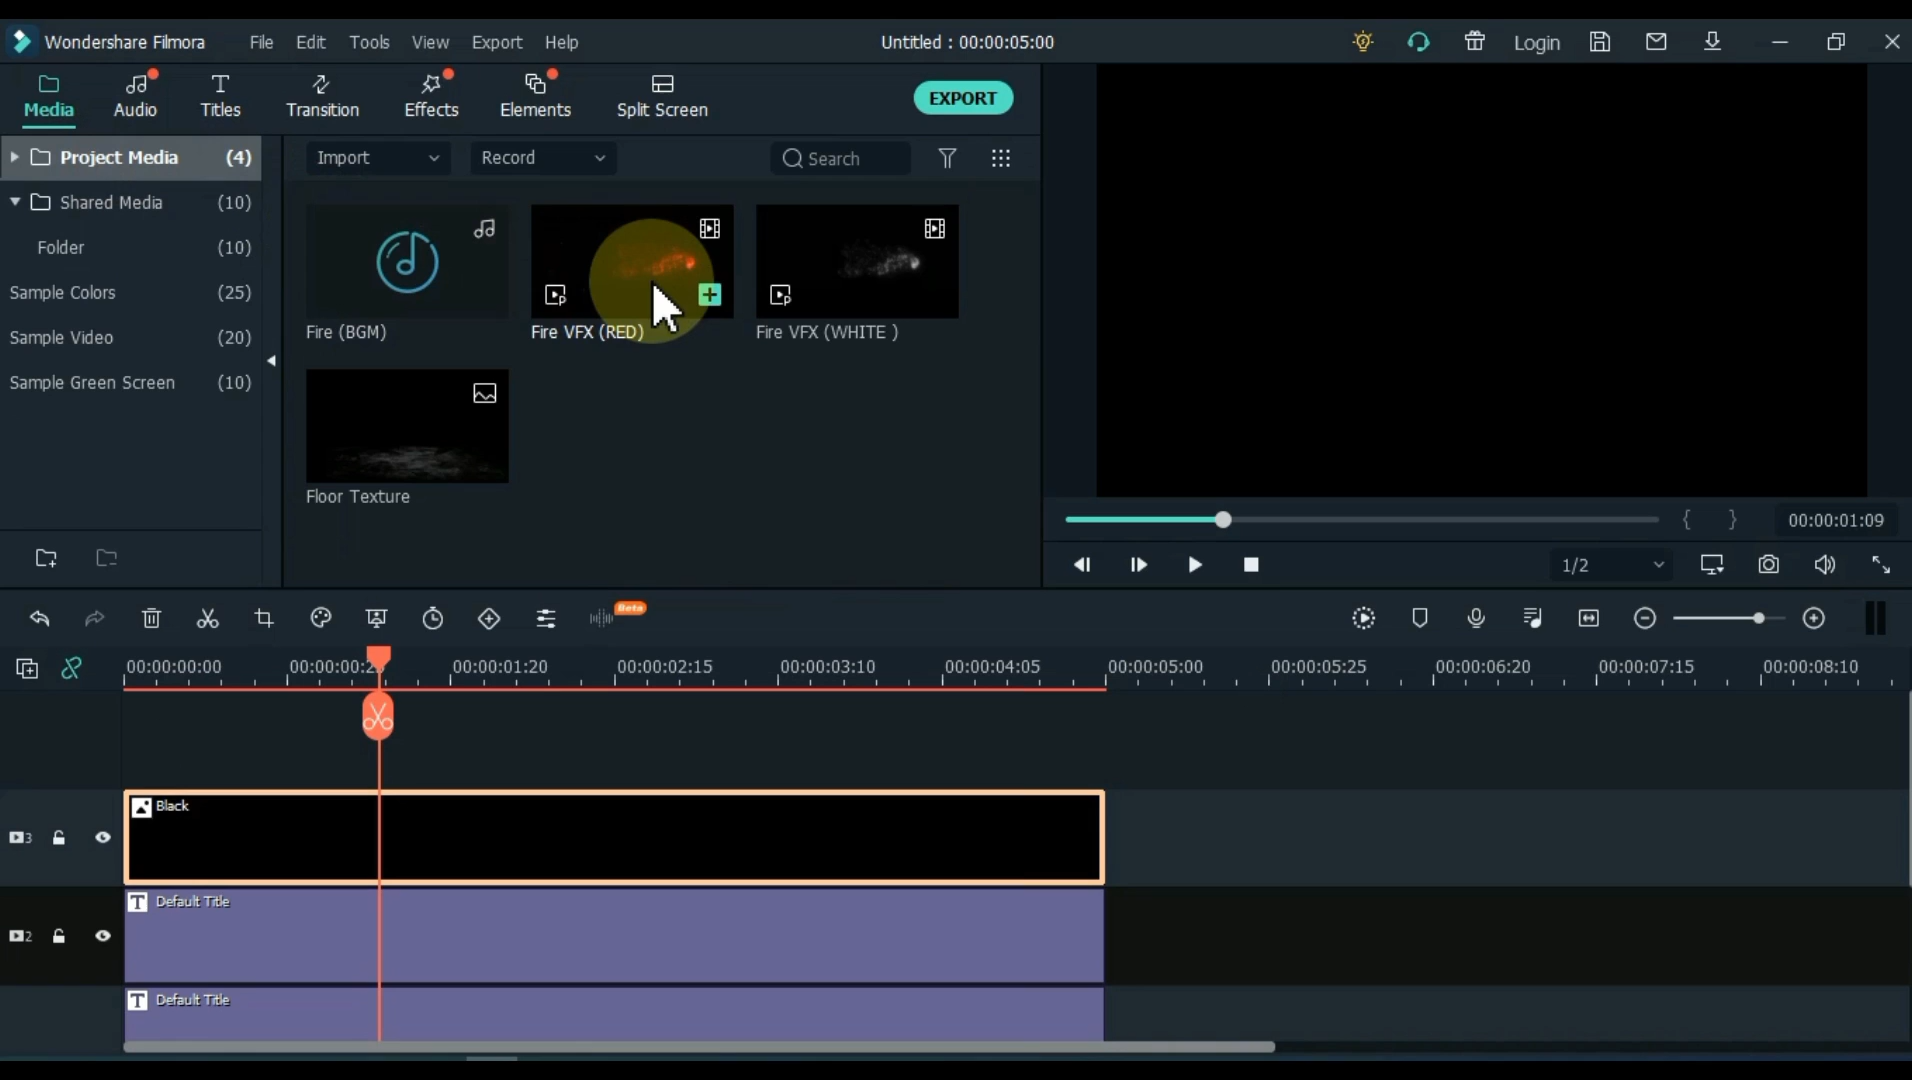 Wondershare Filmora File Edit Tools View Export Help Untitled : 00:00:05:00 Login
Media Audio Titles Transition Effects Elements Split Screen EXPORT
Project Media (4) Import Record Search
Shared Media (10)
Folder (10)
Sample Colors (25)
Sample Video (20)
Sample Green Screen (10)
Fire (BGM) Fire VFX (RED) Fire VFX (WHITE )
Floor Texture
00:00:01:09
1/2
Beta
00:00:00:00 00:00:01:20 00:00:02:15 00:00:03:10 00:00:04:05 00:00:05:00 00:00:05:25 00:00:06:20 00:00:07:15 00:00:08:10
Black
3
Default Title
2
Default Title